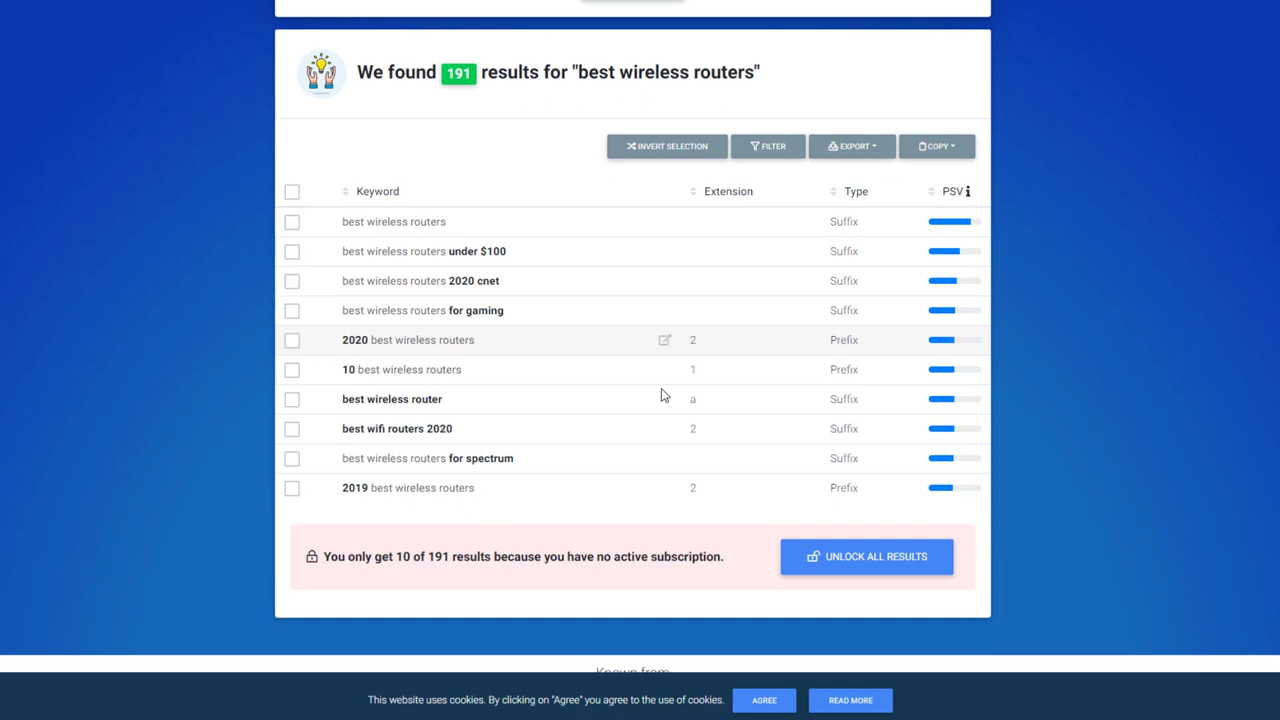 We found 191 results for "best wireless routers"
INVERT SELECTION FILTER EXPORT COPY
Keyword Extension Type PSV
best wireless routers Suffix
best wireless routers under $100 Suffix
best wireless routers 2020 cnet Suffix
best wireless routers for gaming Suffix
2020 best wireless routers 2 Prefix
10 best wireless routers 1 Prefix
best wireless router a Suffix
best wifi routers 2020 2 Suffix
best wireless routers for spectrum Suffix
2019 best wireless routers 2 Prefix
You only get 10 of 191 results because you have no active subscription. UNLOCK ALL RESULTS
Known from
This website uses cookies. By clicking on "Agree" you agree to the use of cookies. AGREE READ MORE